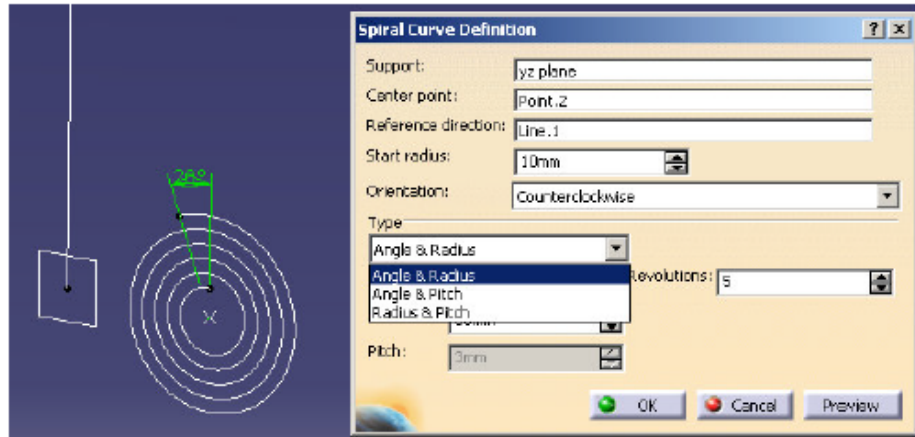 Spiral Curve Definition
Support: yz plane
Center point: Point.2
Reference direction: Line.1
Start radius: 10mm
Orientation: Counterclockwise
Type
Angle & Radius
Angle & Radius
Angle & Pitch
Radius & Pitch
Revolutions: 5
Pitch: 3mm
OK Cancel Preview